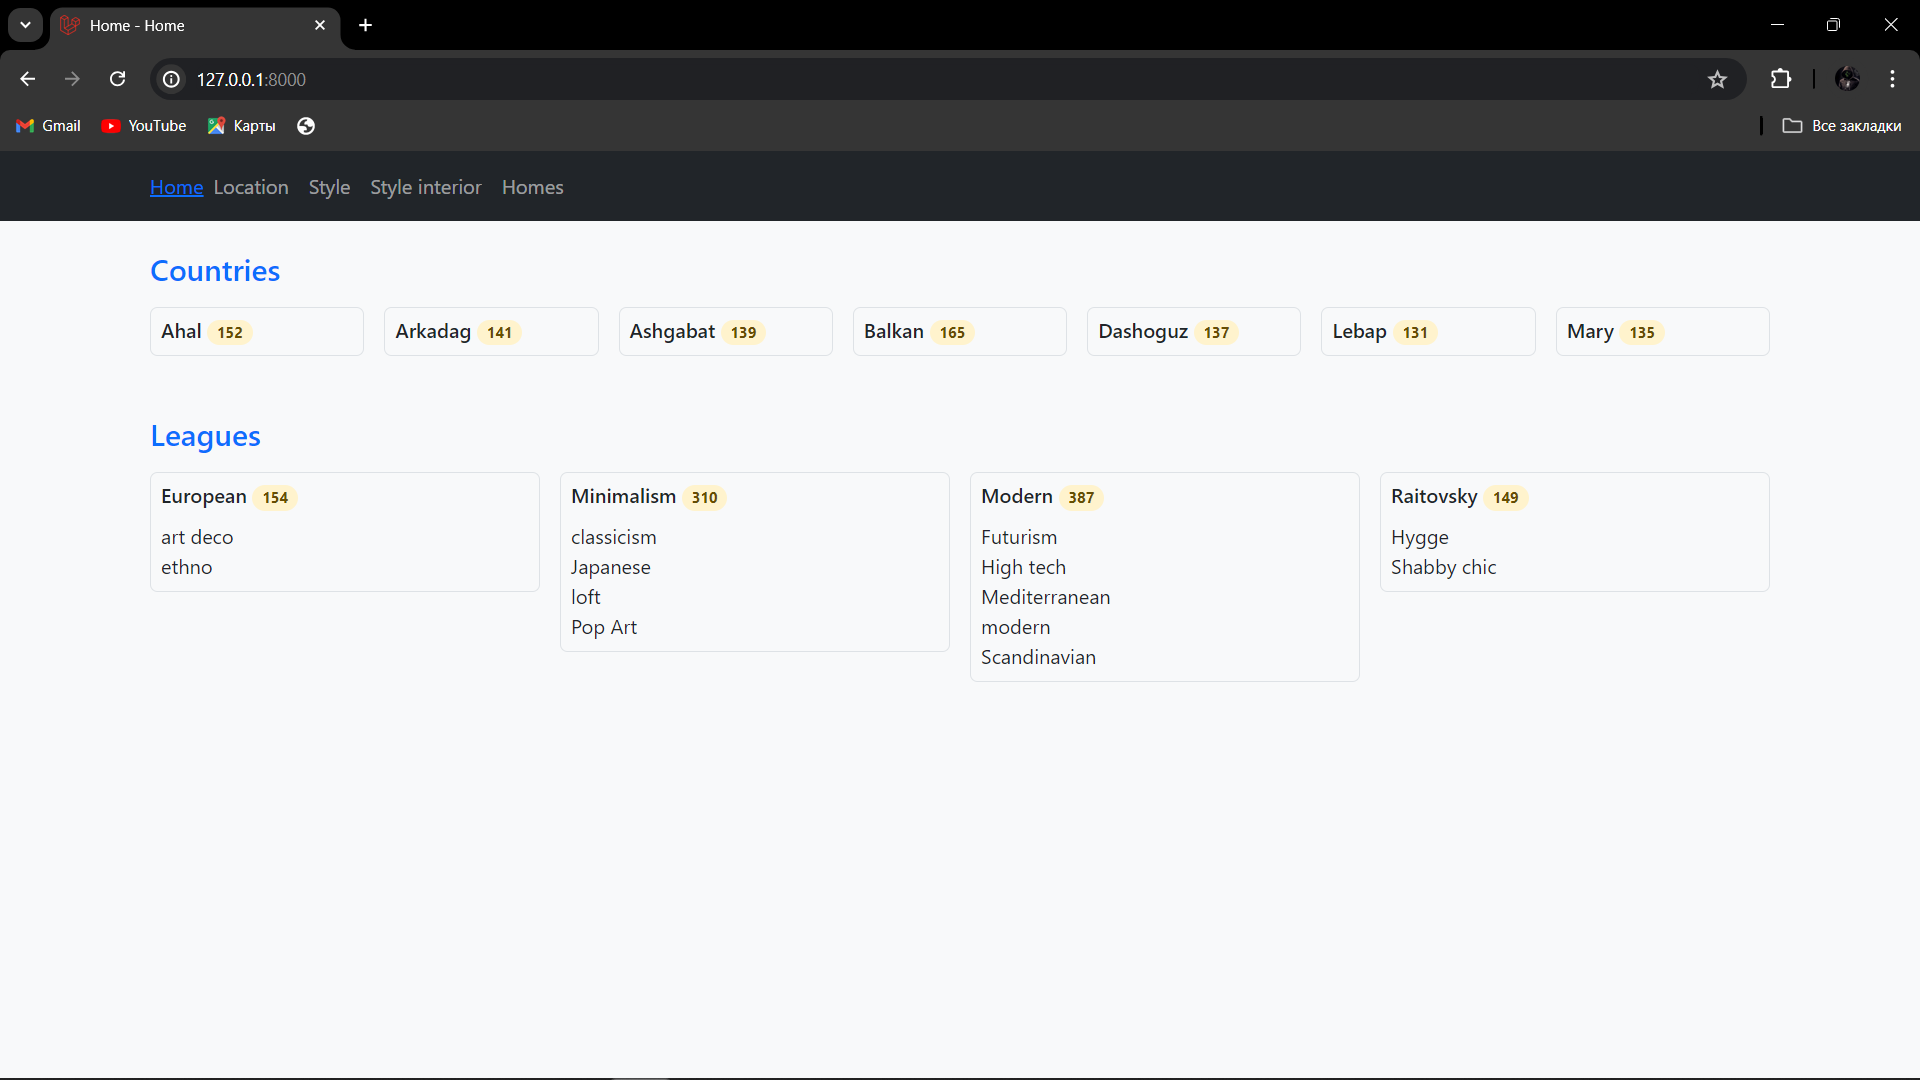 Home - Home
127.0.0.1:8000
Gmail YouTube Карты Все закладки
Home Location Style Style interior Homes
Countries
Ahal 152 Arkadag 141 Ashgabat 139 Balkan 165 Dashoguz 137 Lebap 131 Mary 135
Leagues
European 154
art deco
ethno
Minimalism 310
classicism
Japanese
loft
Pop Art
Modern 387
Futurism
High tech
Mediterranean
modern
Scandinavian
Raitovsky 149
Hygge
Shabby chic